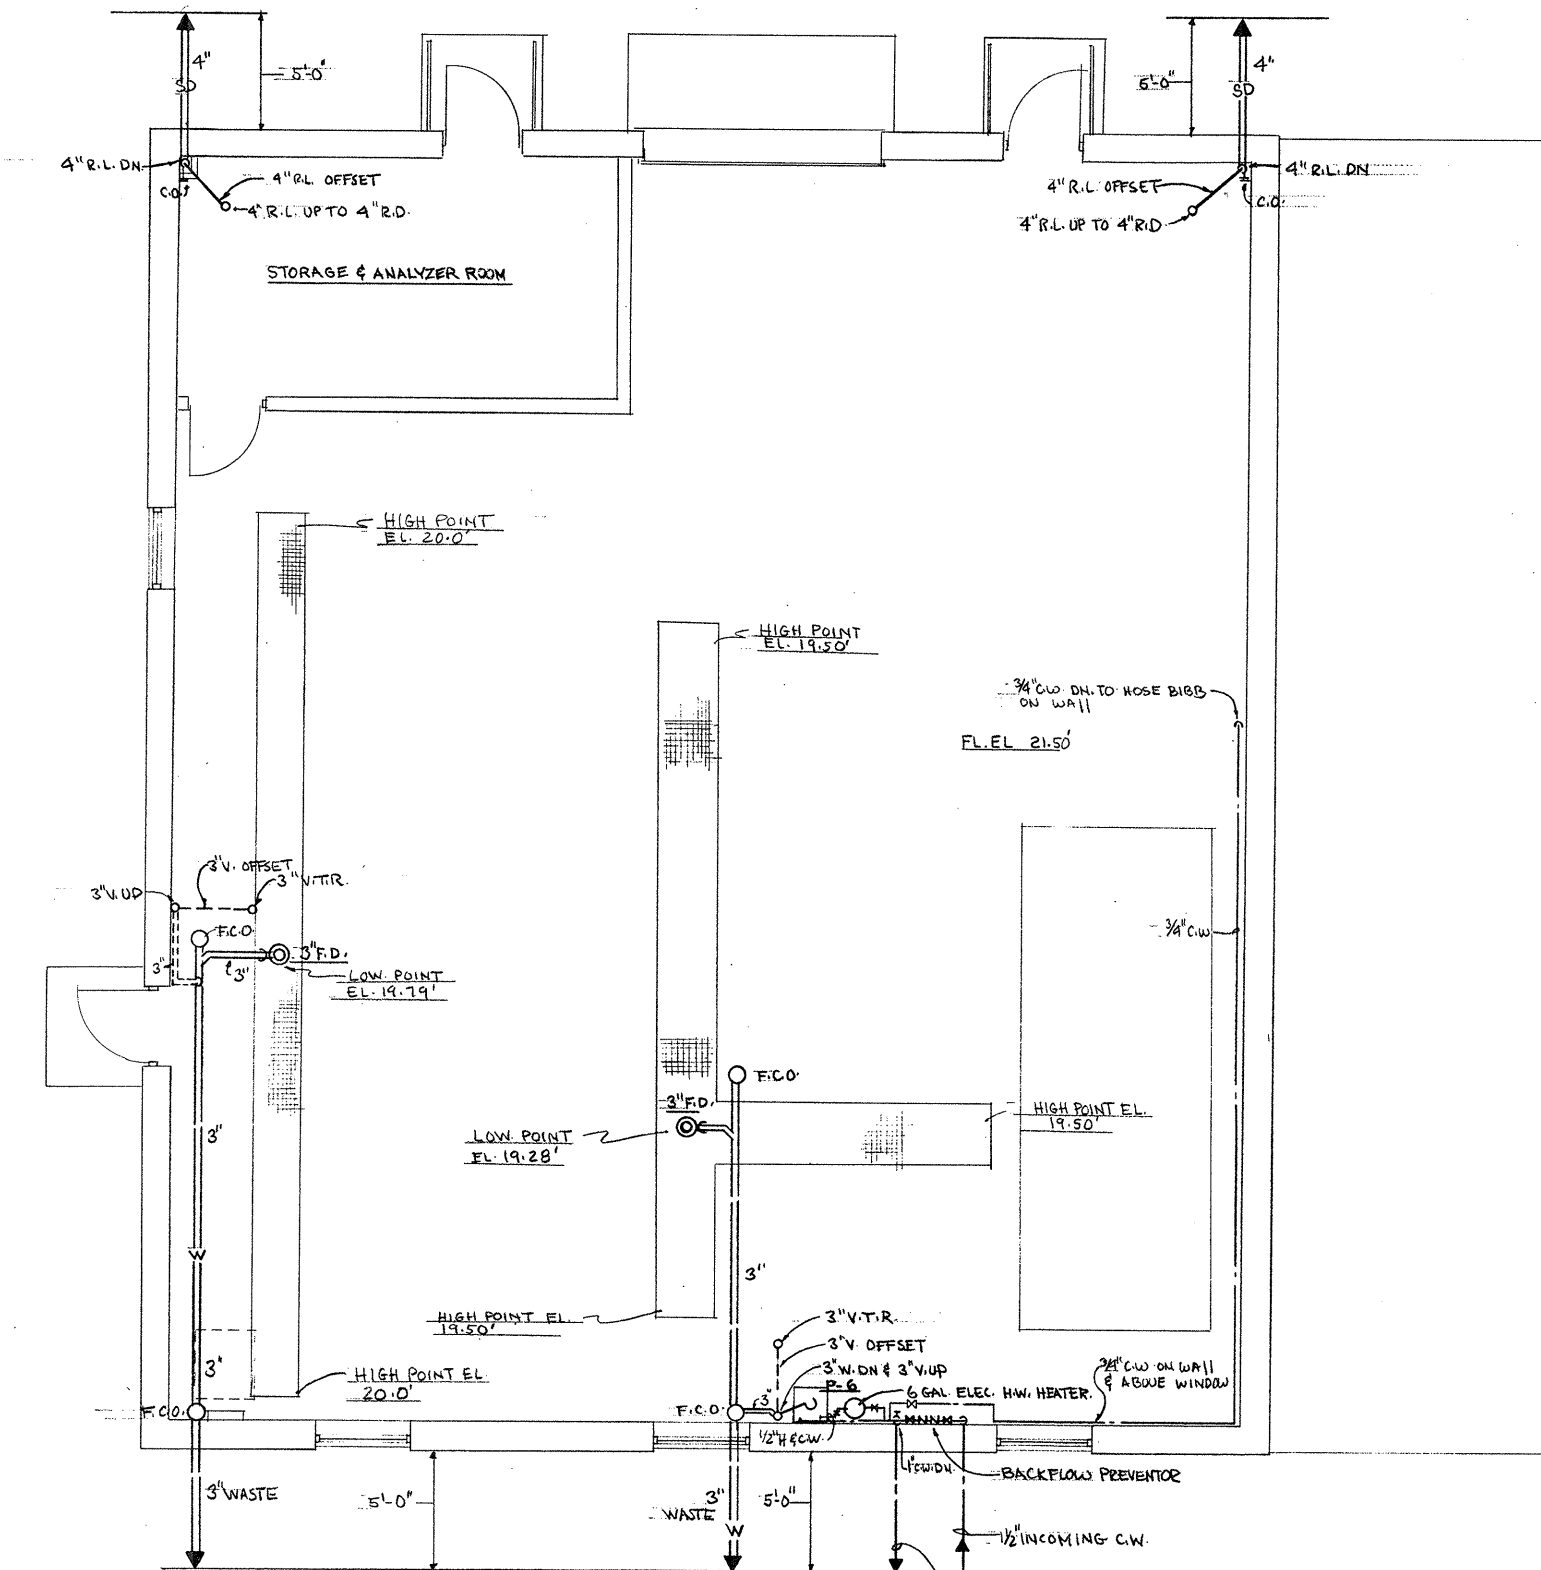 4"
SD
5'-0"
5'-0"
4"
SD
4" R.L. DN.
C.O.
4" R.L. OFFSET
4" R.L. UP TO 4" R.D.
4" R.L. OFFSET
4" R.L. UP TO 4" R.D.
4" R.L. DN
C.O.
STORAGE & ANALYZER ROOM
HIGH POINT
EL. 20.0'
HIGH POINT
EL. 19.50'
3/4" C.W. DN. TO HOSE BIBB
ON WALL
FL. EL 21.50'
3" V. OFFSET
3" V.T.R.
3" V. UP
F.C.O.
3" F.D.
3"
3"
LOW POINT
EL. 19.79'
3/4" C.W.
F.C.O.
3" F.D.
HIGH POINT EL.
19.50'
LOW POINT
EL. 19.28'
3"
W
3"
HIGH POINT EL.
19.50'
3" V.T.R.
3" V. OFFSET
3" W. DN & 3" V. UP
P-6
6 GAL. ELEC. H.W. HEATER.
3/4" C.W. ON WALL
& ABOVE WINDOW
3"
HIGH POINT EL.
20.0'
F.C.O.
F.C.O.
3"
1/2" H & C.W.
1" C.W. DN.
BACKFLOW PREVENTOR
3" WASTE
5'-0"
3"
WASTE
W
5'-0"
1/2" INCOMING C.W.